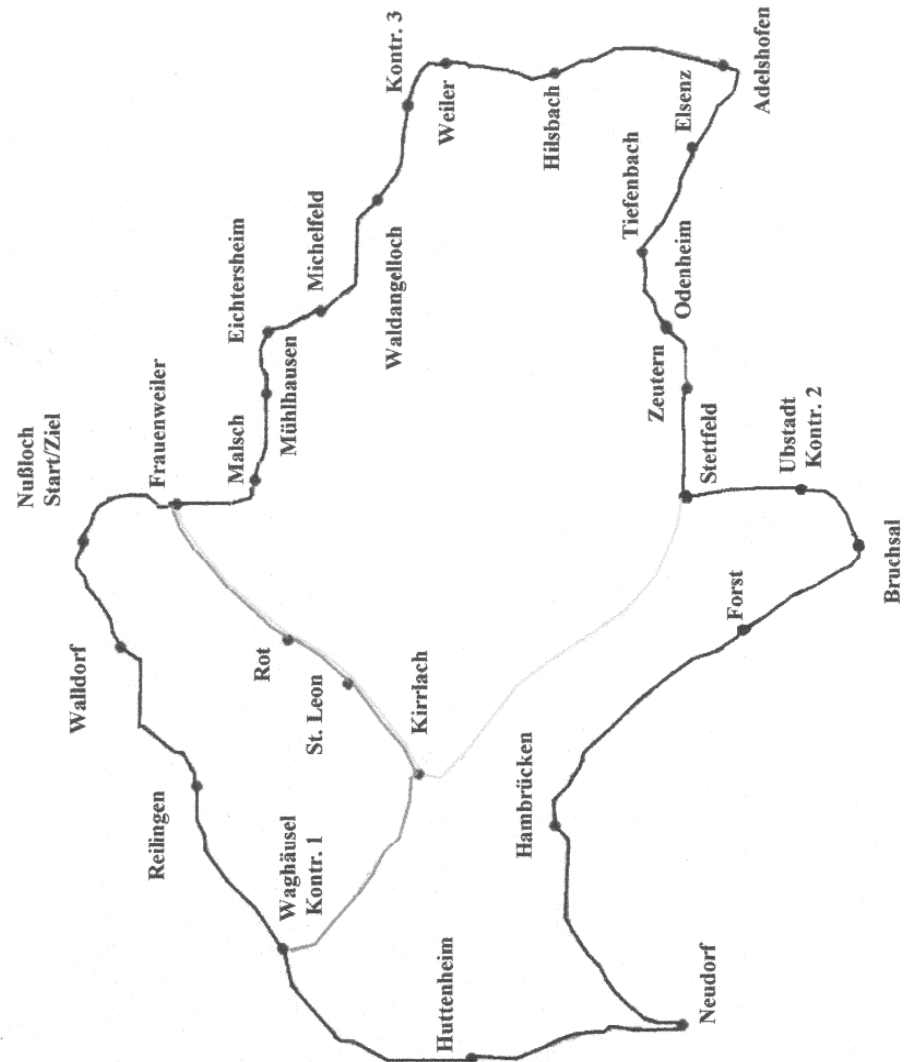 Nußloch
Start/Ziel
Frauenweiler
Malsch
Mühlhausen
Eichtersheim
Michelfeld
Waldangelloch
Kontr. 3
Weiler
Hilsbach
Adelshofen
Elsenz
Tiefenbach
Odenheim
Zeutern
Stettfeld
Ubstadt
Kontr. 2
Bruchsal
Forst
Hambrücken
Neudorf
Huttenheim
Waghäusel
Kontr. 1
Reilingen
Walldorf
Rot
St. Leon
Kirrlach